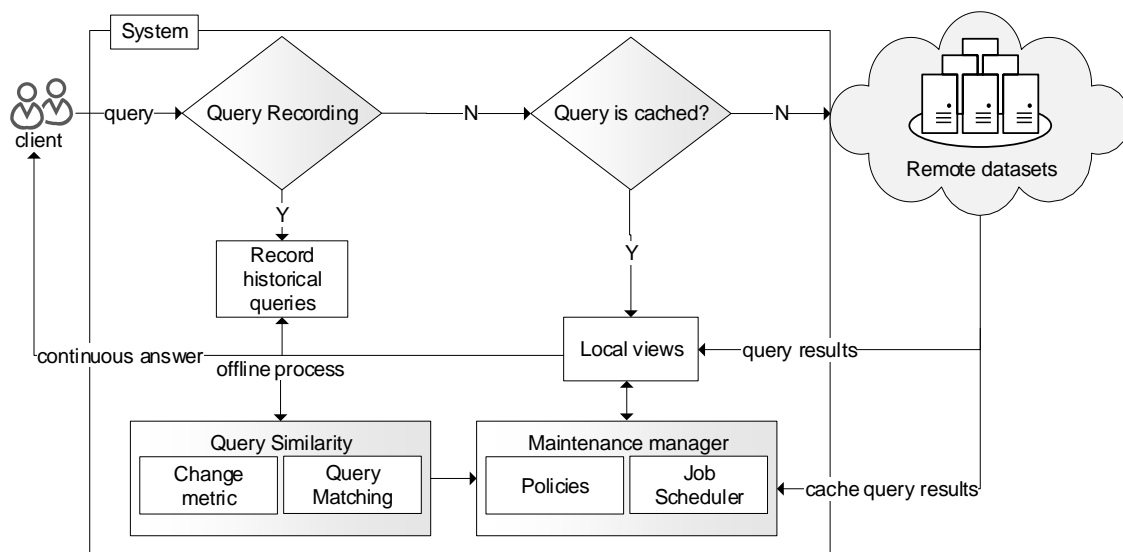 System
query
Query Recording
N
Query is cached?
N
client
Remote datasets
Y
Y
Record
historical
queries
continuous answer
offline process
Local views
query results
Query Similarity
Change
metric
Query
Matching
Maintenance manager
Policies
Job
Scheduler
cache query results